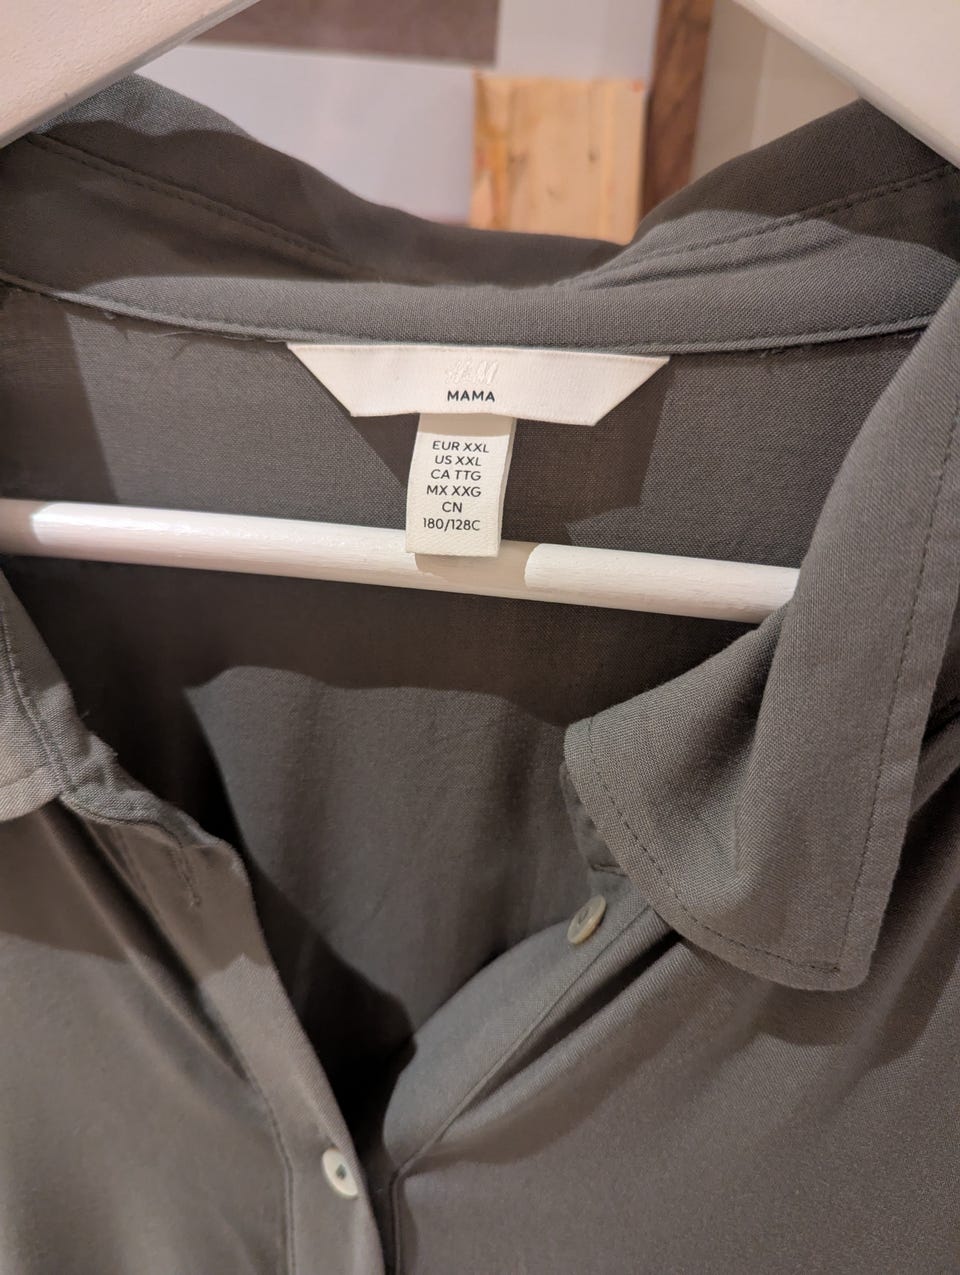 H&M
MAMA
EUR XXL
US XXL
CA TTG
MX XXG
CN
180/128C